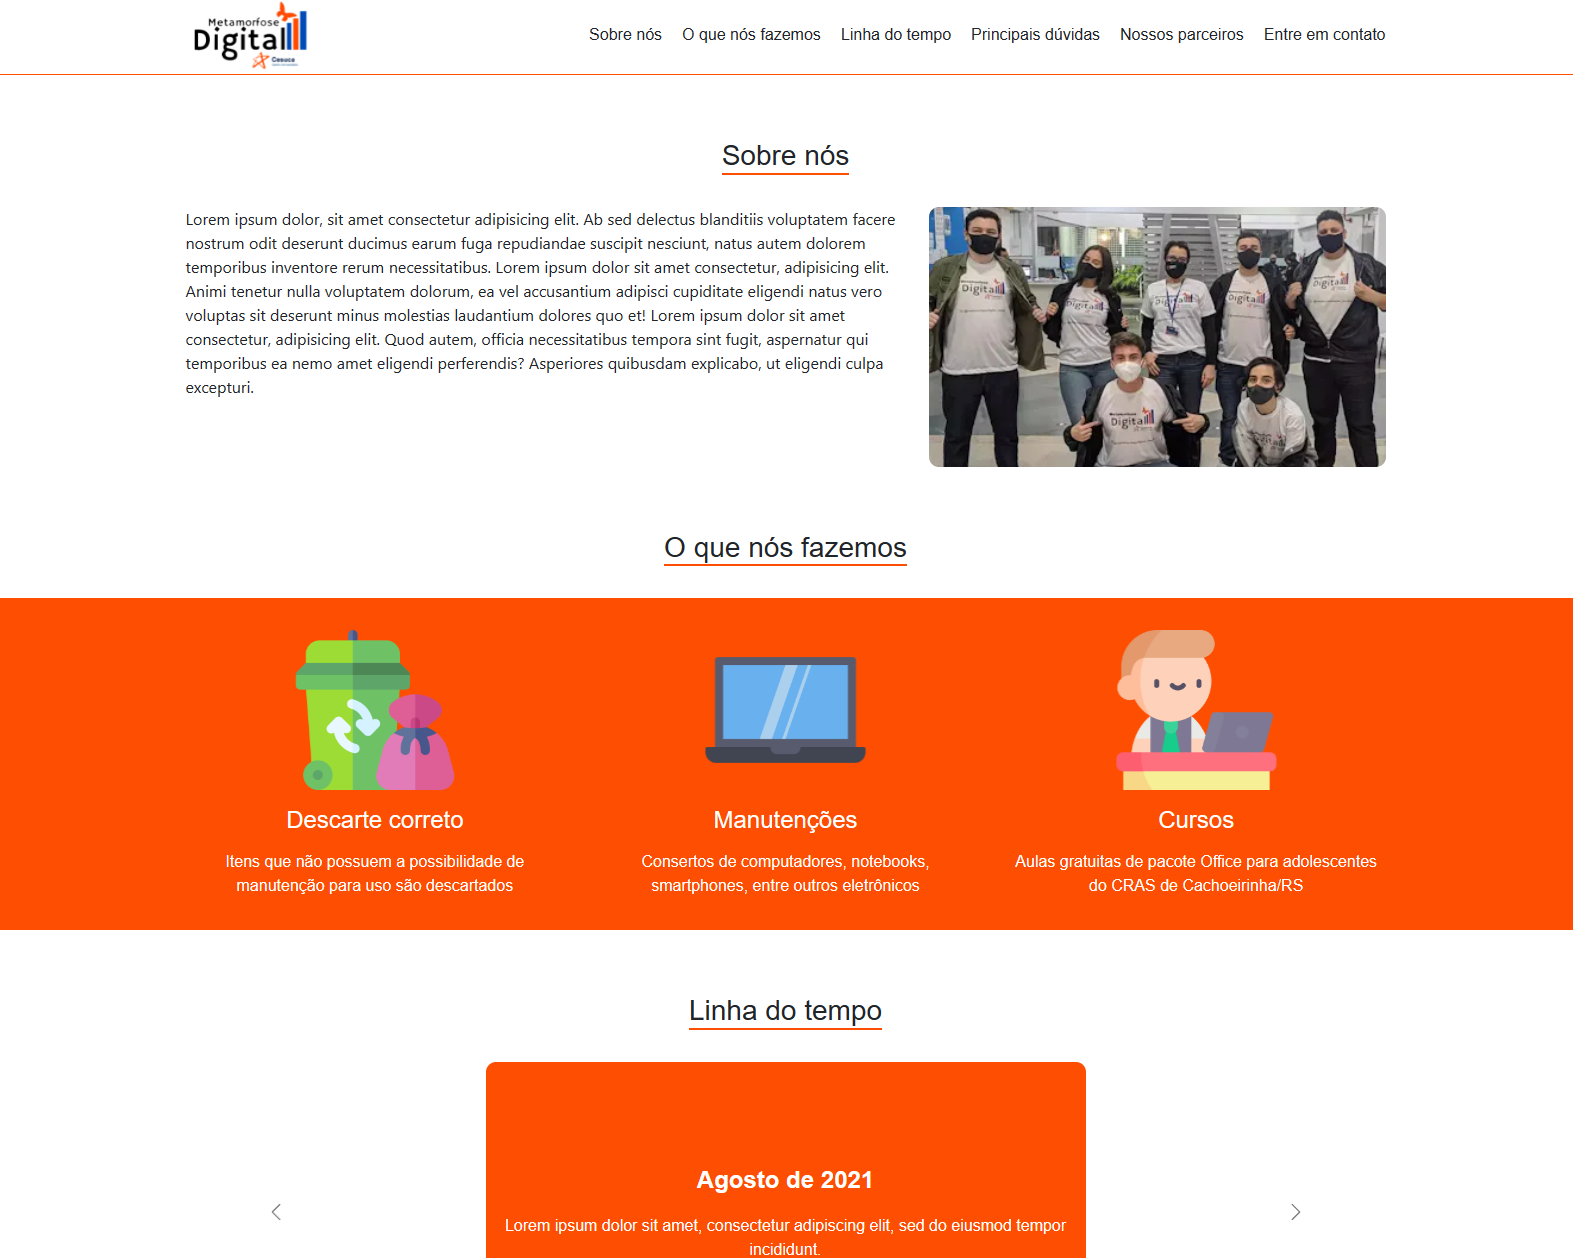 Metamorfose
Digital
Cesuca
Sobre nós O que nós fazemos Linha do tempo Principais dúvidas Nossos parceiros Entre em contato
Sobre nós
Lorem ipsum dolor, sit amet consectetur adipisicing elit. Ab sed delectus blanditiis voluptatem facere
nostrum odit deserunt ducimus earum fuga repudiandae suscipit nesciunt, natus autem dolorem
temporibus inventore rerum necessitatibus. Lorem ipsum dolor sit amet consectetur, adipisicing elit.
Animi tenetur nulla voluptatem dolorum, ea vel accusantium adipisci cupiditate eligendi natus vero
voluptas sit deserunt minus molestias laudantium dolores quo et! Lorem ipsum dolor sit amet
consectetur, adipisicing elit. Quod autem, officia necessitatibus tempora sint fugit, aspernatur qui
temporibus ea nemo amet eligendi perferendis? Asperiores quibusdam explicabo, ut eligendi culpa
excepturi.
Digital
Digital
Digital
Digital
Digital
Digital
Digital
O que nós fazemos
Descarte correto
Itens que não possuem a possibilidade de
manutenção para uso são descartados
Manutenções
Consertos de computadores, notebooks,
smartphones, entre outros eletrônicos
Cursos
Aulas gratuitas de pacote Office para adolescentes
do CRAS de Cachoeirinha/RS
Linha do tempo
Agosto de 2021
Lorem ipsum dolor sit amet, consectetur adipiscing elit, sed do eiusmod tempor
incididunt.